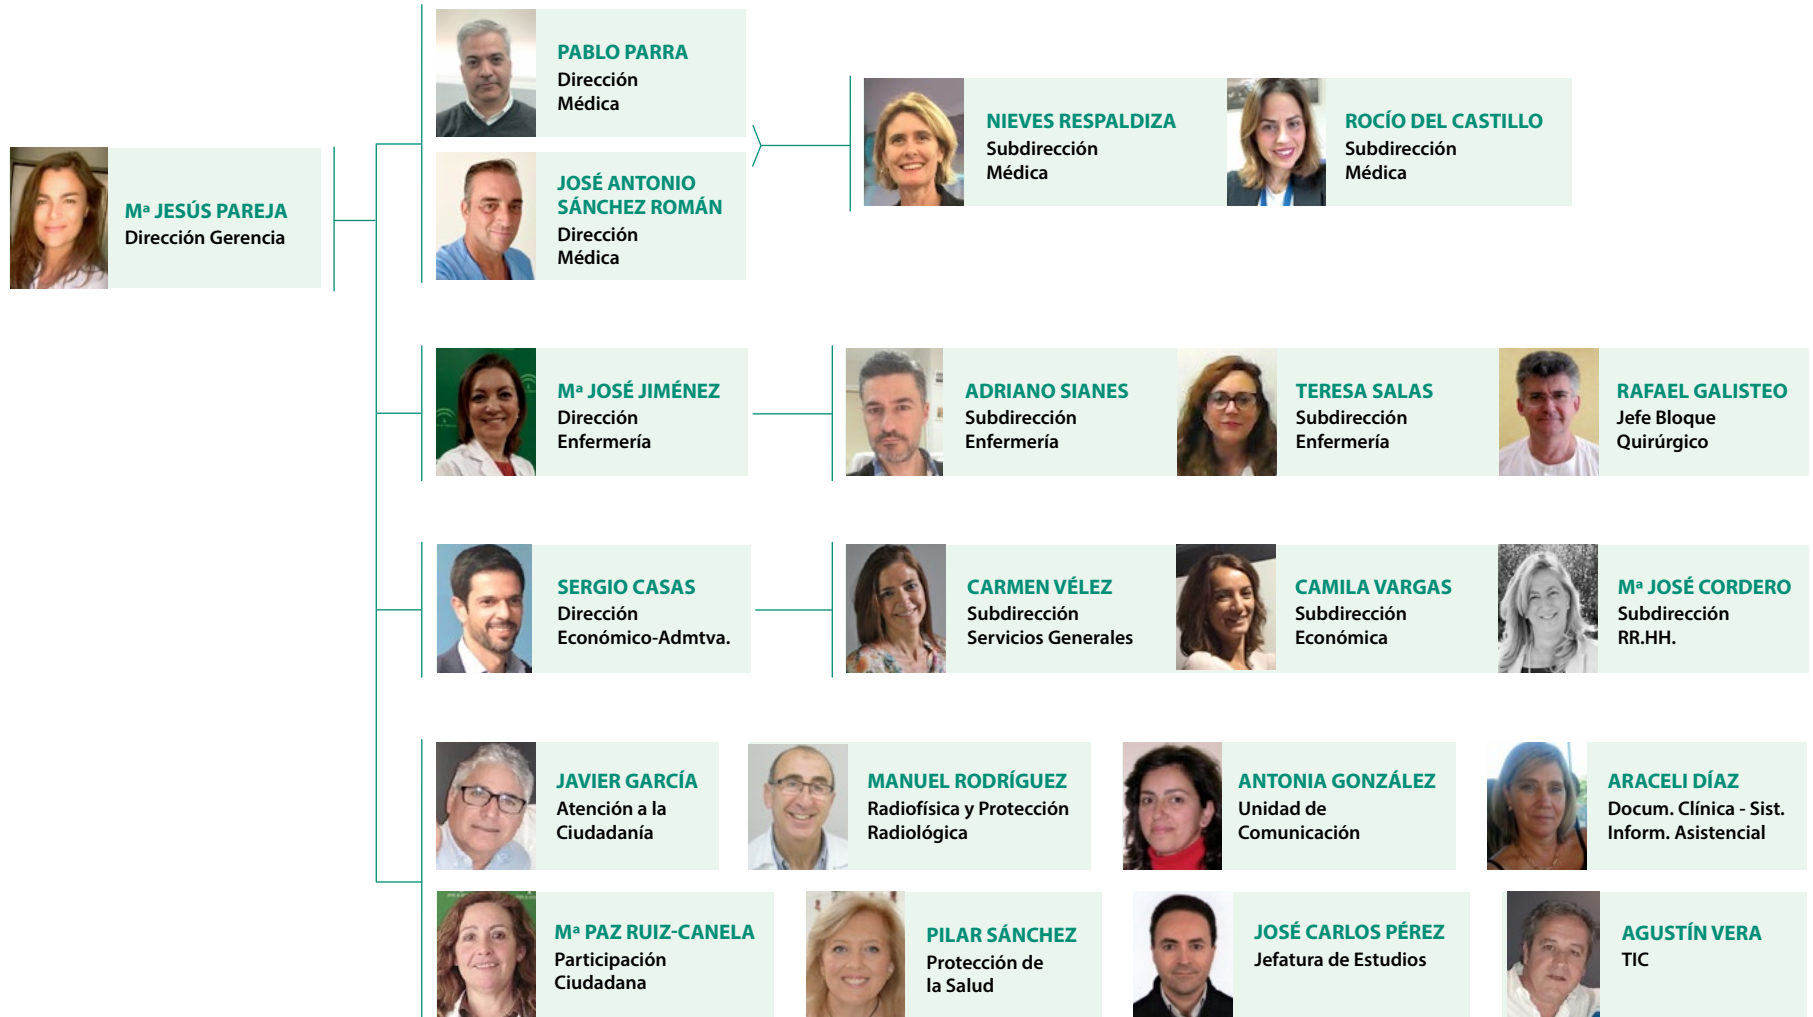 Mª JESÚS PAREJA
Dirección Gerencia
PABLO PARRA
Dirección
Médica
JOSÉ ANTONIO
SÁNCHEZ ROMÁN
Dirección
Médica
NIEVES RESPALDIZA
Subdirección
Médica
ROCÍO DEL CASTILLO
Subdirección
Médica
Mª JOSÉ JIMÉNEZ
Dirección
Enfermería
ADRIANO SIANES
Subdirección
Enfermería
TERESA SALAS
Subdirección
Enfermería
RAFAEL GALISTEO
Jefe Bloque
Quirúrgico
SERGIO CASAS
Dirección
Económico-Admtva.
CARMEN VÉLEZ
Subdirección
Servicios Generales
CAMILA VARGAS
Subdirección
Económica
Mª JOSÉ CORDERO
Subdirección
RR.HH.
JAVIER GARCÍA
Atención a la
Ciudadanía
MANUEL RODRÍGUEZ
Radiofísica y Protección
Radiológica
ANTONIA GONZÁLEZ
Unidad de
Comunicación
ARACELI DÍAZ
Docum. Clínica - Sist.
Inform. Asistencial
Mª PAZ RUIZ-CANELA
Participación
Ciudadana
PILAR SÁNCHEZ
Protección de
la Salud
JOSÉ CARLOS PÉREZ
Jefatura de Estudios
AGUSTÍN VERA
TIC